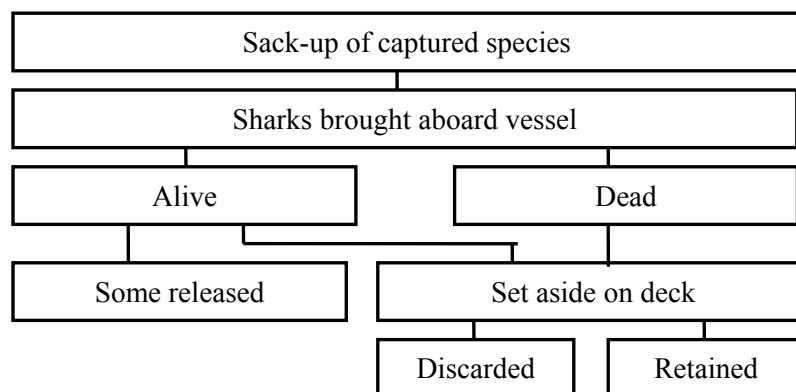 Sack-up of captured species
Sharks brought aboard vessel
Alive
Dead
Some released
Set aside on deck
Discarded
Retained